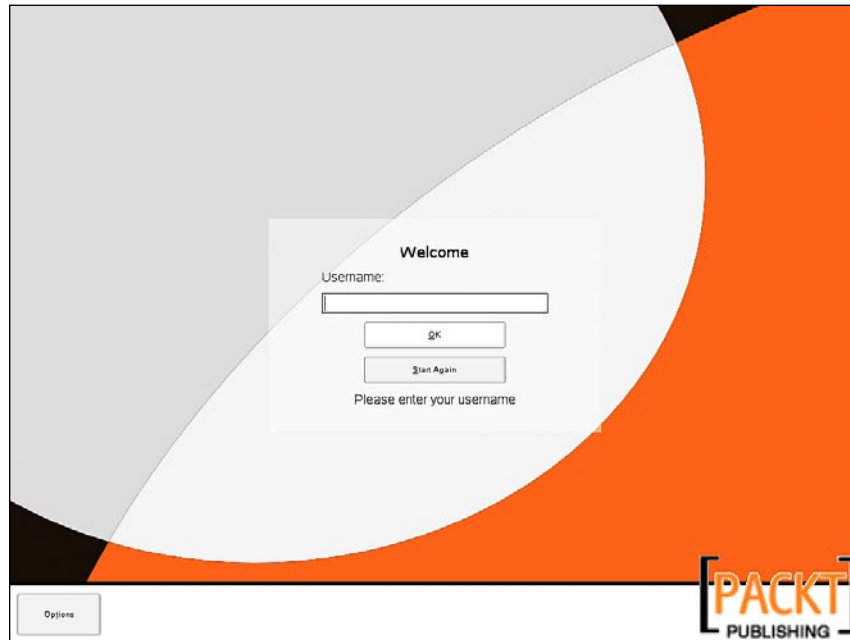 Welcome
Username:
OK
Start Again
Please enter your username
Options
PACKT
PUBLISHING